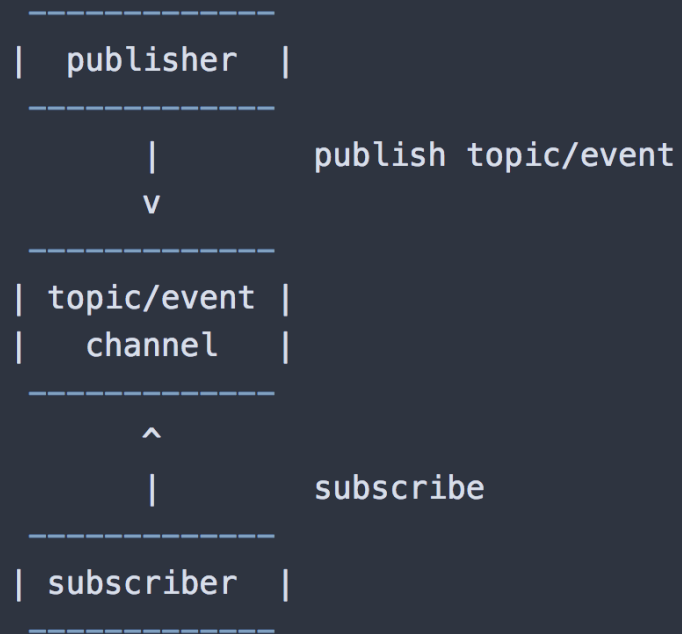 -------------
|  publisher  |
-------------
|        publish topic/event
v
-------------
| topic/event |
|   channel   |
-------------
^
|        subscribe
-------------
| subscriber  |
-------------